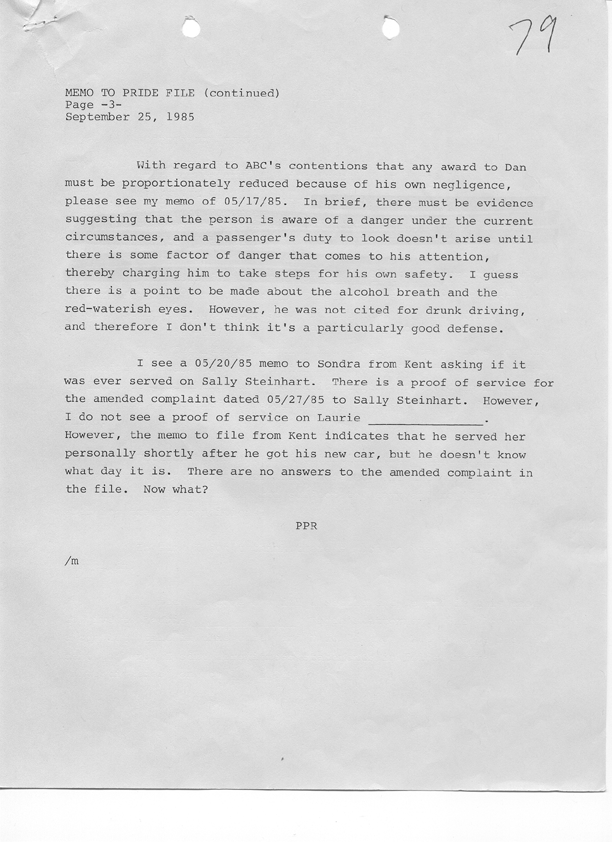 79
MEMO TO PRIDE FILE (continued)
Page -3-
September 25, 1985
With regard to ABC's contentions that any award to Dan
must be proportionately reduced because of his own negligence,
please see my memo of 05/17/85. In brief, there must be evidence
suggesting that the person is aware of a danger under the current
circumstances, and a passenger's duty to look doesn't arise until
there is some factor of danger that comes to his attention,
thereby charging him to take steps for his own safety. I guess
there is a point to be made about the alcohol breath and the
red-waterish eyes. However, he was not cited for drunk driving,
and therefore I don't think it's a particularly good defense.
I see a 05/20/85 memo to Sondra from Kent asking if it
was ever served on Sally Steinhart. There is a proof of service for
the amended complaint dated 05/27/85 to Sally Steinhart. However,
I do not see a proof of service on Laurie ________________.
However, the memo to file from Kent indicates that he served her
personally shortly after he got his new car, but he doesn't know
what day it is. There are no answers to the amended complaint in
the file. Now what?
PPR
/m